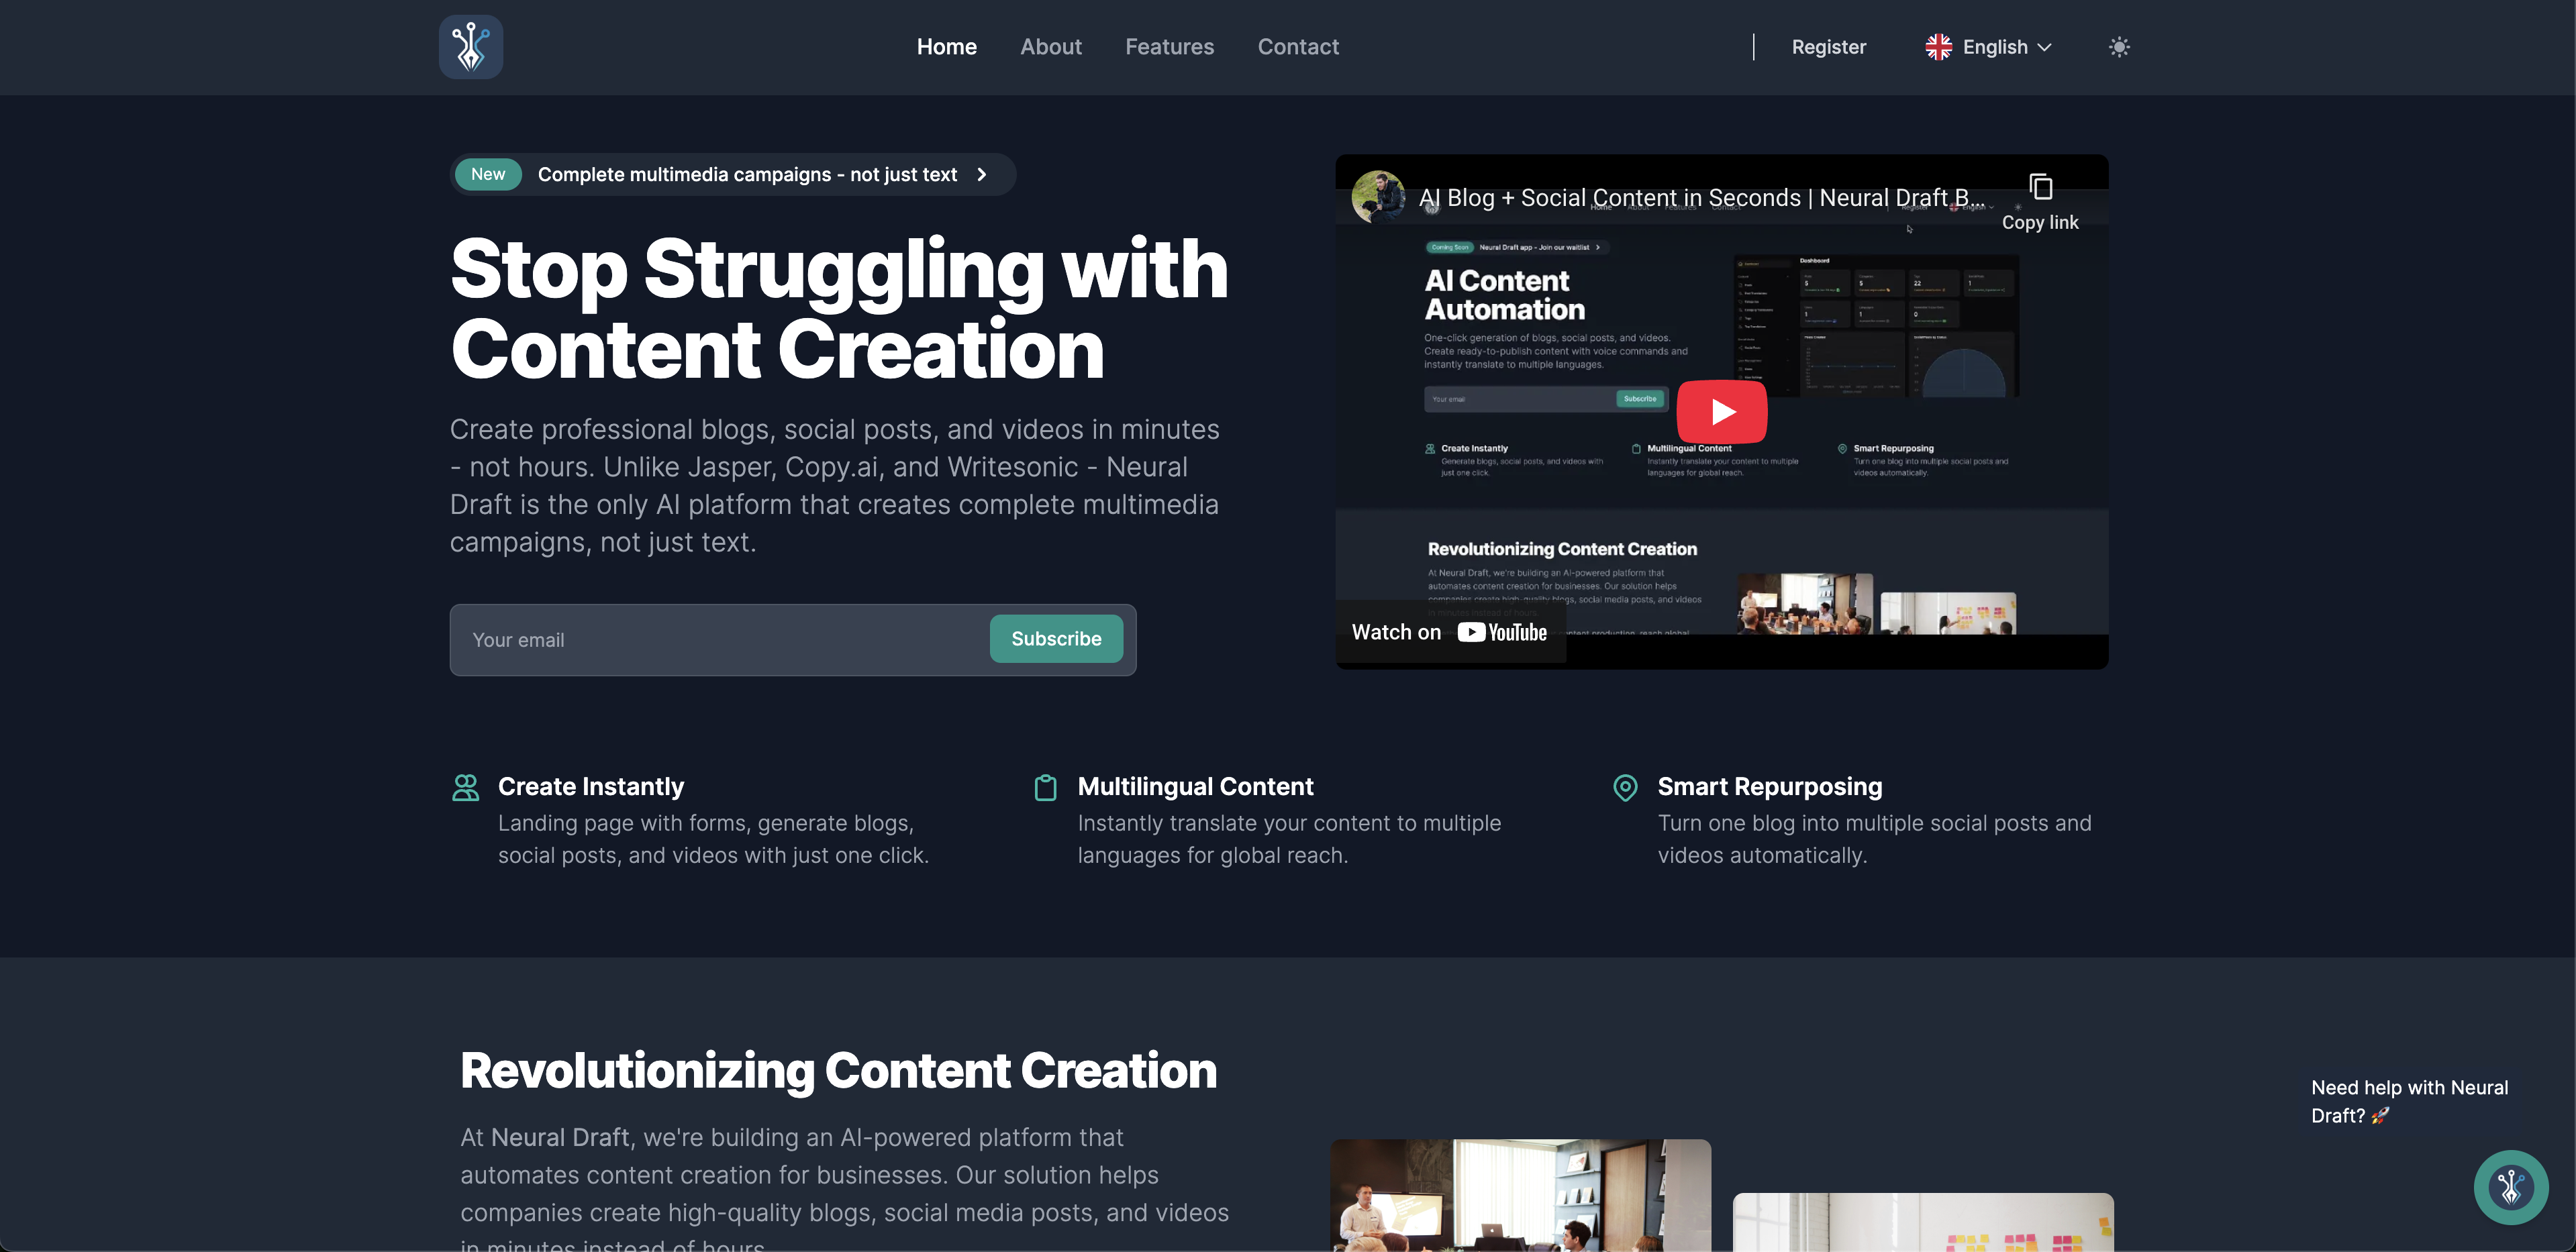 Home
About
Features
Contact
Register
English
New
Complete multimedia campaigns - not just text
Stop Struggling with
Content Creation
Create professional blogs, social posts, and videos in minutes
- not hours. Unlike Jasper, Copy.ai, and Writesonic - Neural
Draft is the only AI platform that creates complete multimedia
campaigns, not just text.
Your email
Subscribe
AI Blog + Social Content in Seconds | Neural Draft B...
Copy link
Home
Register
English
Coming Soon
Neural Draft app - Join our waitlist
AI Content
Automation
One-click generation of blogs, social posts, and videos.
Create ready-to-publish content with voice commands and
instantly translate to multiple languages.
Your email
Subscribe
Dashboard
Create Instantly
Generate blogs, social posts, and videos with
just one click.
Multilingual Content
Instantly translate your content to multiple
languages for global reach.
Smart Repurposing
Turn one blog into multiple social posts and
videos automatically.
Revolutionizing Content Creation
At Neural Draft, we're building an AI-powered platform that
automates content creation for businesses. Our solution helps
companies create high-quality blogs, social media posts, and videos
in minutes instead of hours.
Watch on YouTube
Create Instantly
Landing page with forms, generate blogs,
social posts, and videos with just one click.
Multilingual Content
Instantly translate your content to multiple
languages for global reach.
Smart Repurposing
Turn one blog into multiple social posts and
videos automatically.
Revolutionizing Content Creation
At Neural Draft, we're building an AI-powered platform that
automates content creation for businesses. Our solution helps
companies create high-quality blogs, social media posts, and videos
in minutes instead of hours.
Need help with Neural
Draft? 🚀